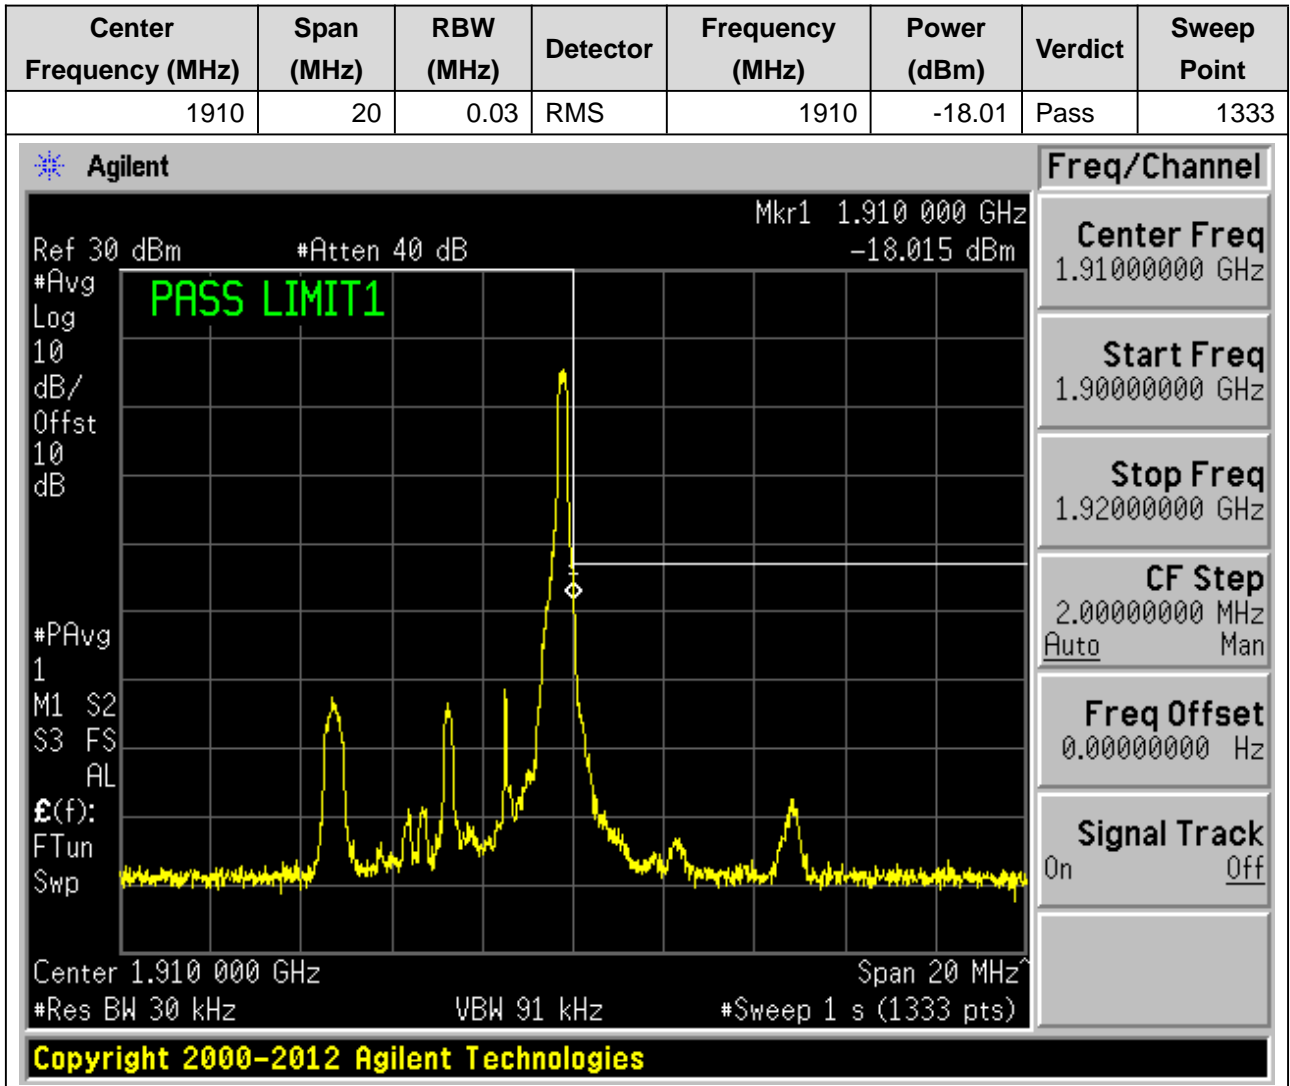 Center Frequency (MHz) Span (MHz) RBW (MHz) Detector Frequency (MHz) Power (dBm) Verdict Sweep Point
1910 20 0.03 RMS 1910 -18.01 Pass 1333
Agilent
Freq/Channel
Mkr1 1.910 000 GHz
Ref 30 dBm #Atten 40 dB -18.015 dBm
#Avg
Log
10
dB/
Offst
10
dB
PASS LIMIT1
#PAvg
1
M1 S2
S3 FS
AL
£(f):
FTun
Swp
Center 1.910 000 GHz Span 20 MHz^
#Res BW 30 kHz VBW 91 kHz #Sweep 1 s (1333 pts)
Center Freq
1.91000000 GHz
Start Freq
1.90000000 GHz
Stop Freq
1.92000000 GHz
CF Step
2.00000000 MHz
Auto Man
Freq Offset
0.00000000 Hz
Signal Track
On Off
Copyright 2000-2012 Agilent Technologies